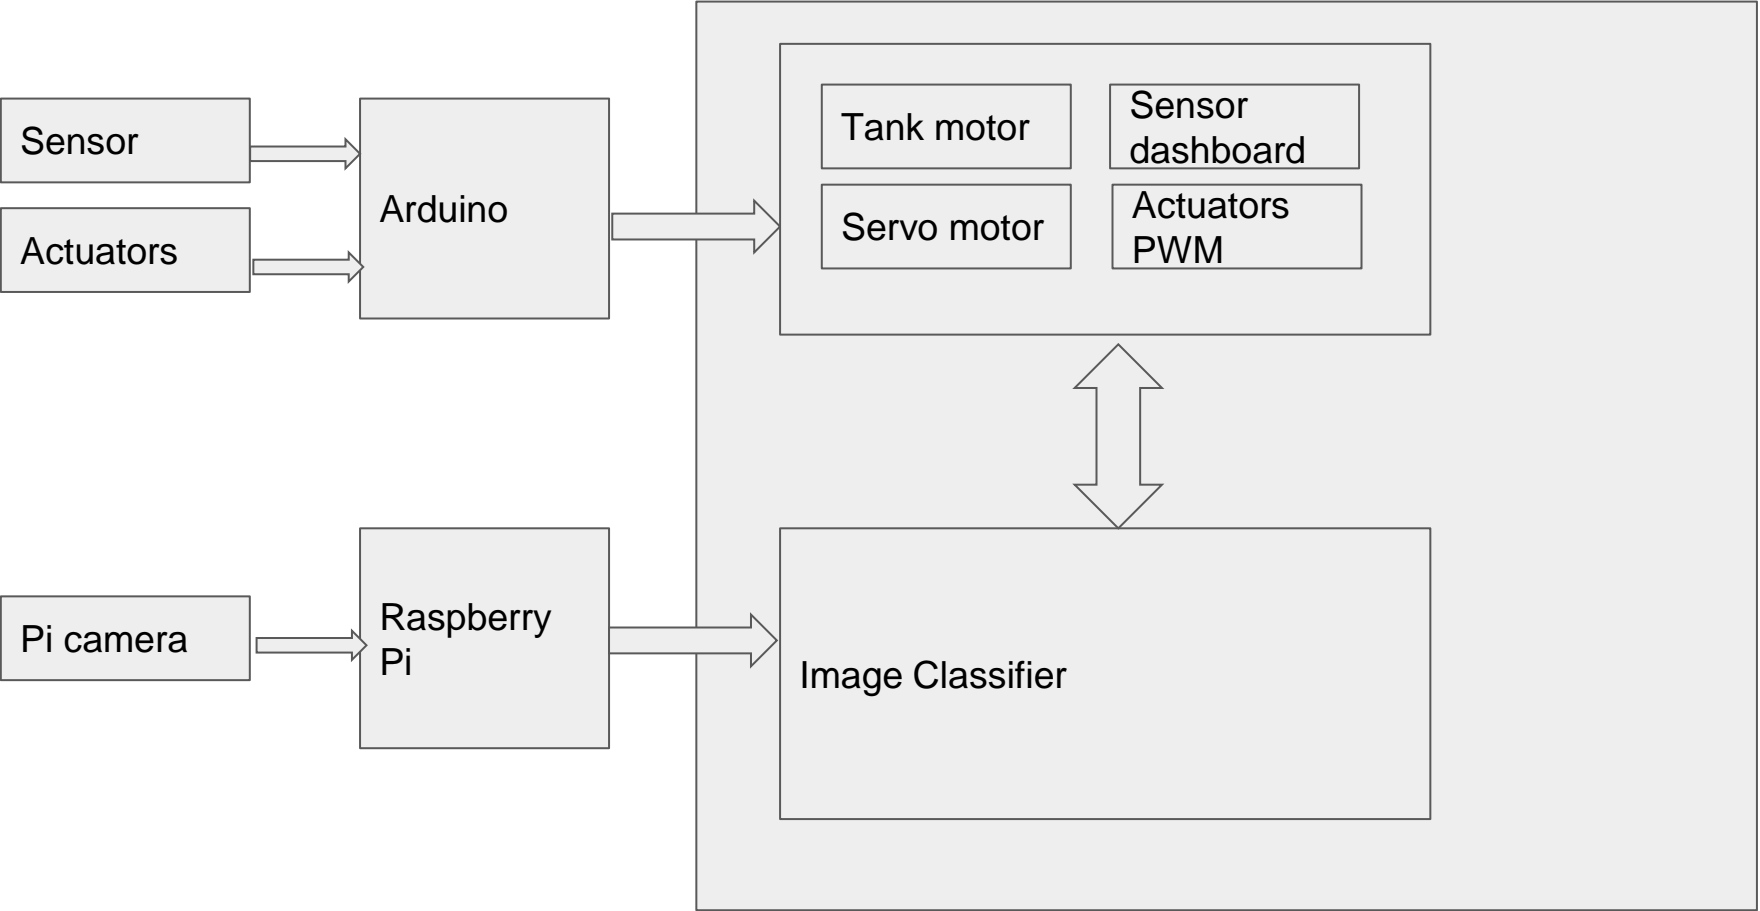 Sensor
Actuators
Arduino
Tank motor
Sensor
dashboard
Servo motor
Actuators
PWM
Pi camera
Raspberry
Pi
Image Classifier